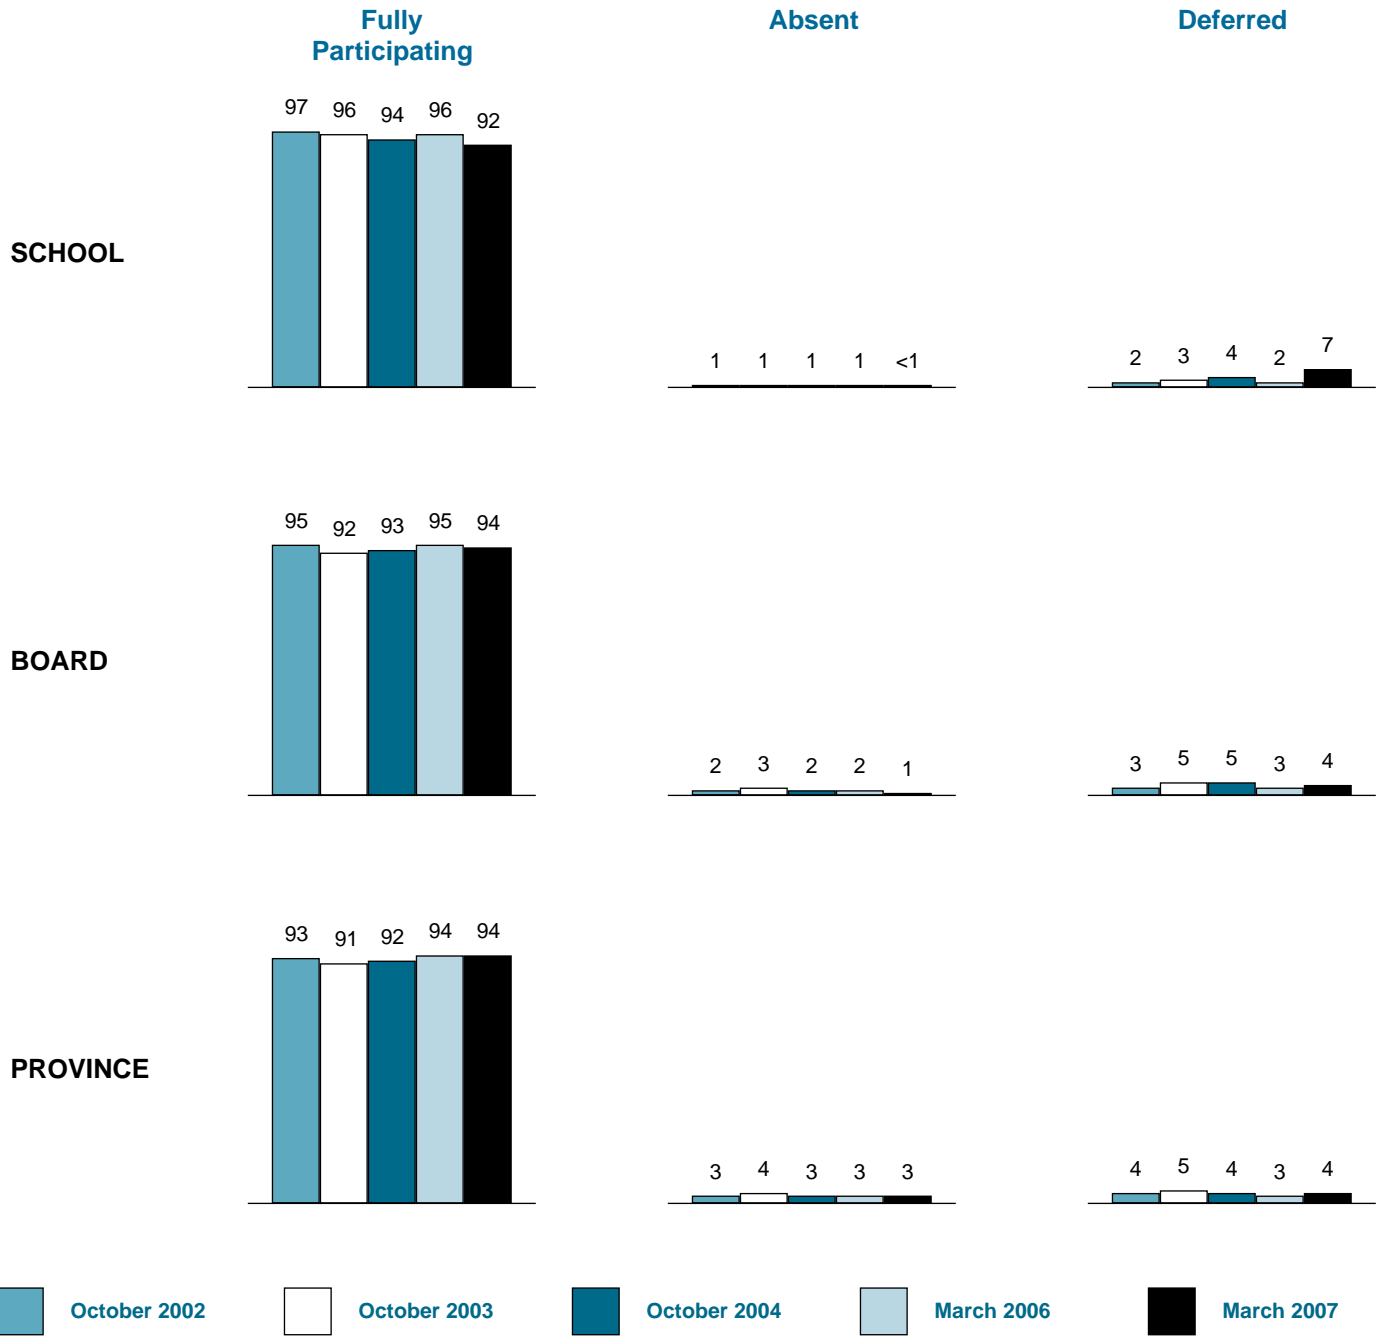 Fully
Participating
Absent
Deferred
97 96 94 96 92
SCHOOL
1 1 1 1 <1
2 3 4 2 7
95 92 93 95 94
BOARD
2 3 2 2 1
3 5 5 3 4
93 91 92 94 94
PROVINCE
3 4 3 3 3
4 5 4 3 4
October 2002
October 2003
October 2004
March 2006
March 2007